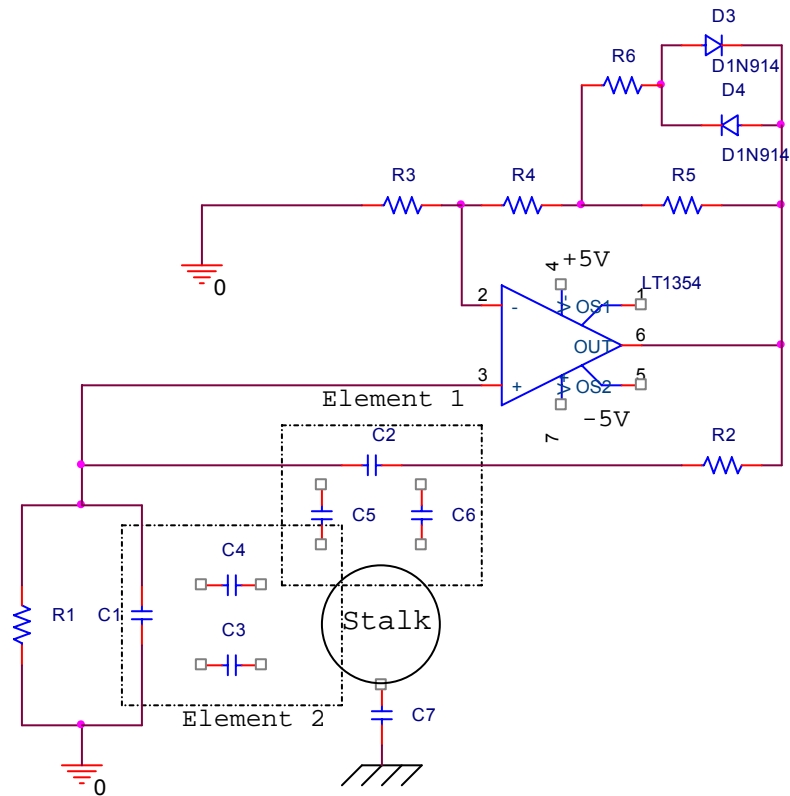 D3
D1N914
R6
D4
D1N914
R3
R4
R5
0
4
+5V
LT1354
1
2
-
V-
OS1
OUT
6
3
+
V+
OS2
5
Element 1
7
-5V
C2
R2
C5
C6
C4
R1
C1
Stalk
C3
Element 2
C7
0